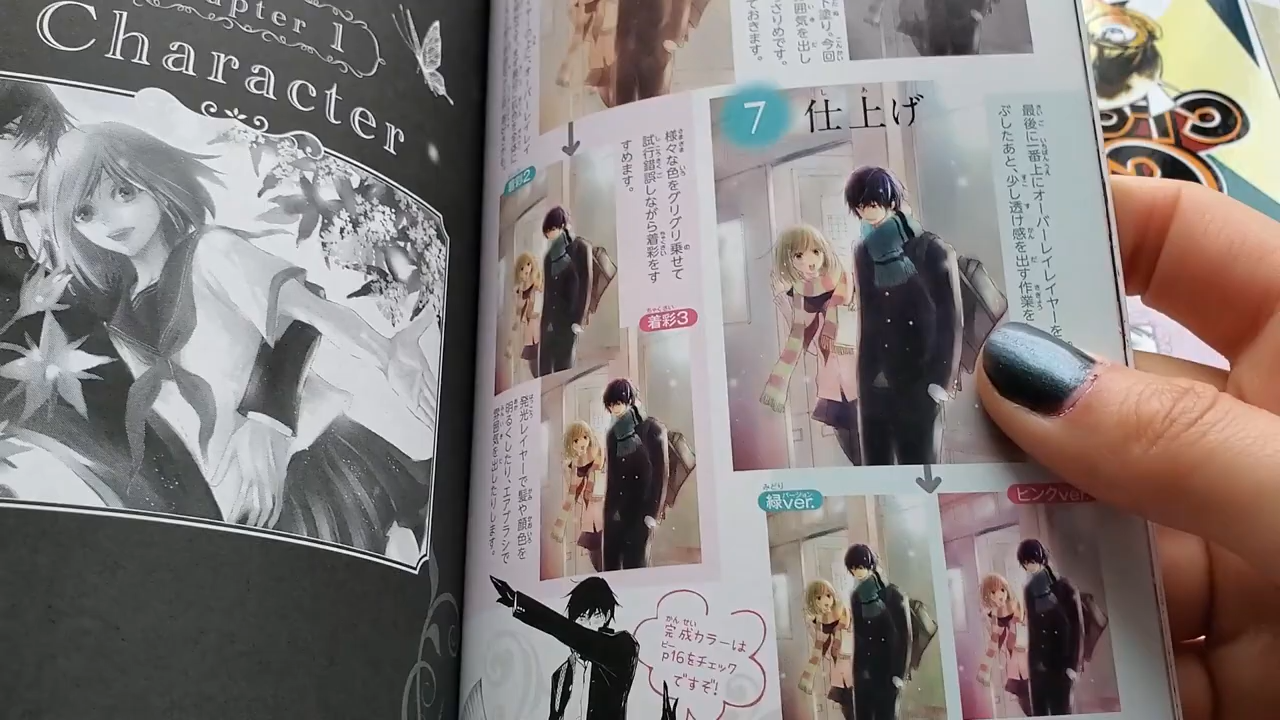 Chapter 1
Character
ト塗り。今回
囲気を出し
さりめです。
ておきます。
7 仕上げ
最後に一番上にオーバーレイレイヤーを
ぶしたあと、少し透け感を出す作業を
着彩2
様々な色をグリグリ乗せて
試行錯誤しながら着彩をす
すめます。
着彩3
発光レイヤーで髪や顔色を
明るくしたり、エアブラシで
雰囲気を出したりします。
緑ver.
ピンクver.
完成カラーは
p16をチェック
ですぞ!